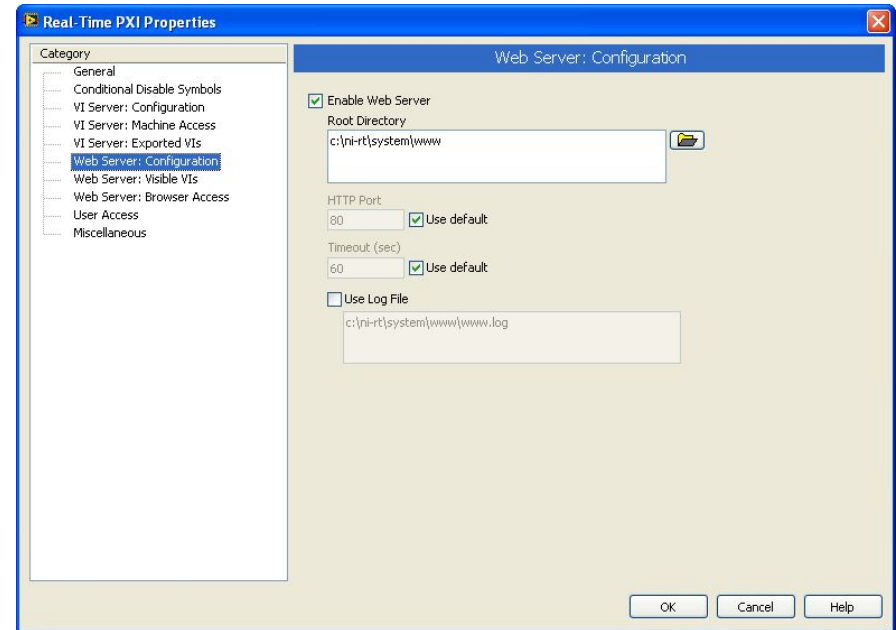 Real-Time PXI Properties
Category
General
Conditional Disable Symbols
VI Server: Configuration
VI Server: Machine Access
VI Server: Exported VIs
Web Server: Configuration
Web Server: Visible VIs
Web Server: Browser Access
User Access
Miscellaneous
Web Server: Configuration
Enable Web Server
Root Directory
c:\ni-rt\system\www
HTTP Port
80 Use default
Timeout (sec)
60 Use default
Use Log File
c:\ni-rt\system\www\www.log
OK Cancel Help